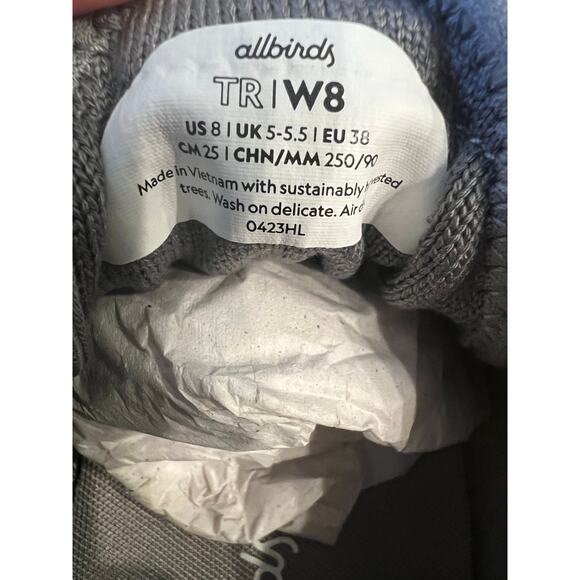 allbirds
TR | W8
US 8 | UK 5-5.5 | EU 38
CM 25 | CHN/MM 250/90
Made in Vietnam with sustainably
trees. Wash on delicate. Air
0423HL